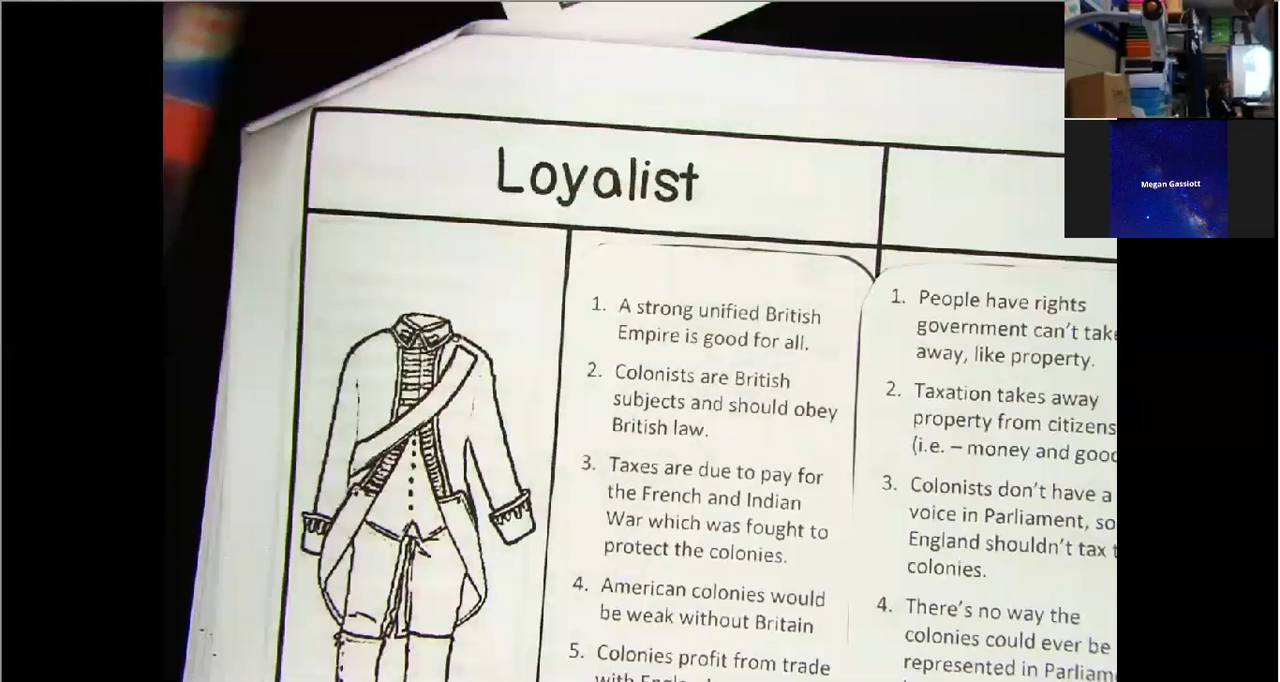 Loyalist
1. A strong unified British
Empire is good for all.
2. Colonists are British
subjects and should obey
British law.
3. Taxes are due to pay for
the French and Indian
War which was fought to
protect the colonies.
4. American colonies would
be weak without Britain
5. Colonies profit from trade
with
1. People have rights
government can't
away, like property.
2. Taxation takes away
property from citizens
(i.e. – money and
3. Colonists don't have a
voice in Parliament, so
England shouldn't tax
colonies.
4. There's no way the
colonies could ever be
represented in
Megan Gassiott